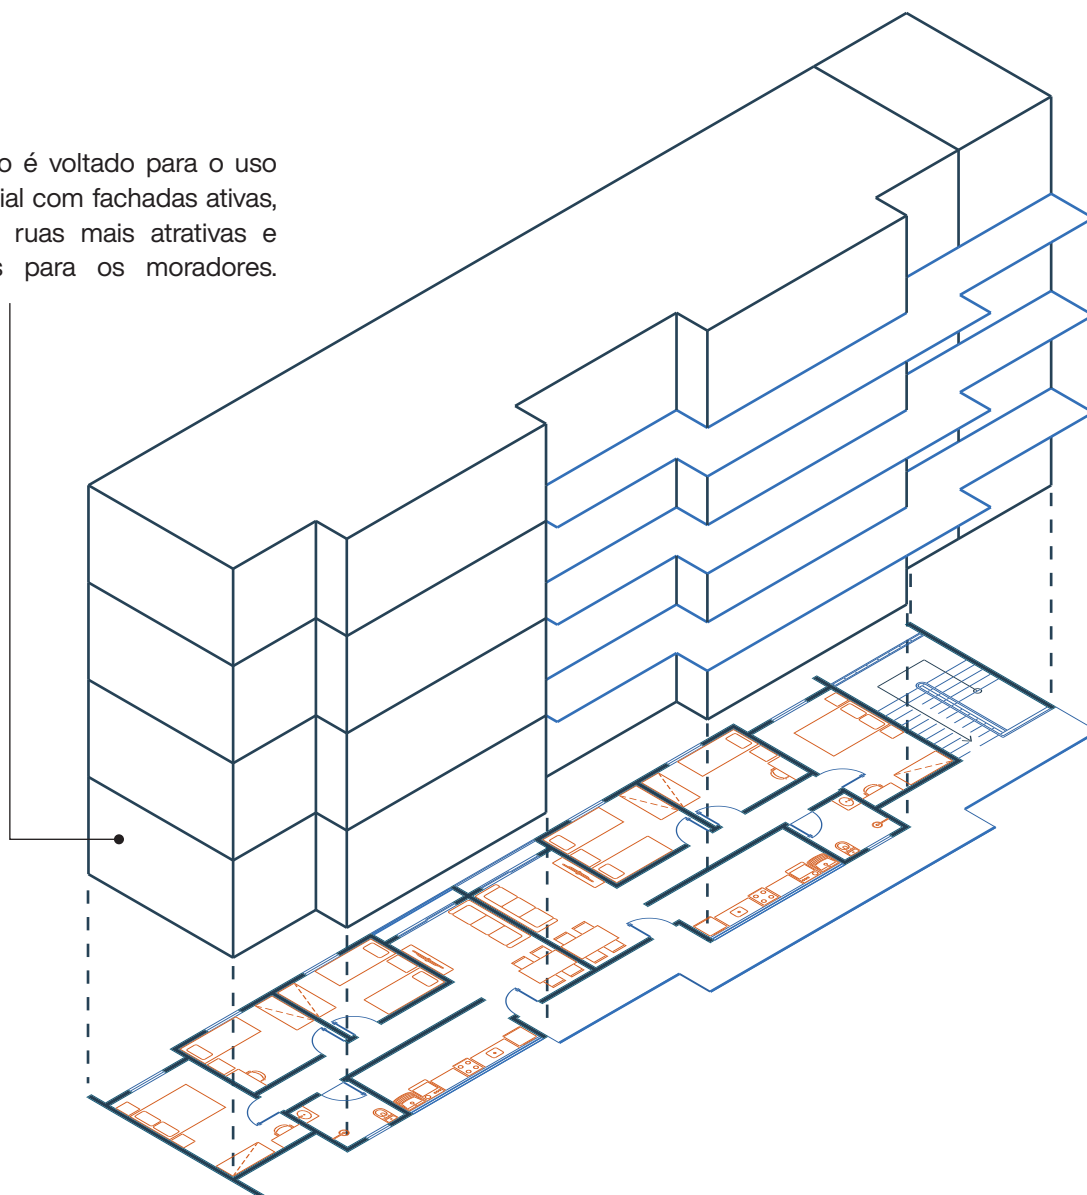 o é voltado para o uso
ial com fachadas ativas,
ruas mais atrativas e
s para os moradores.